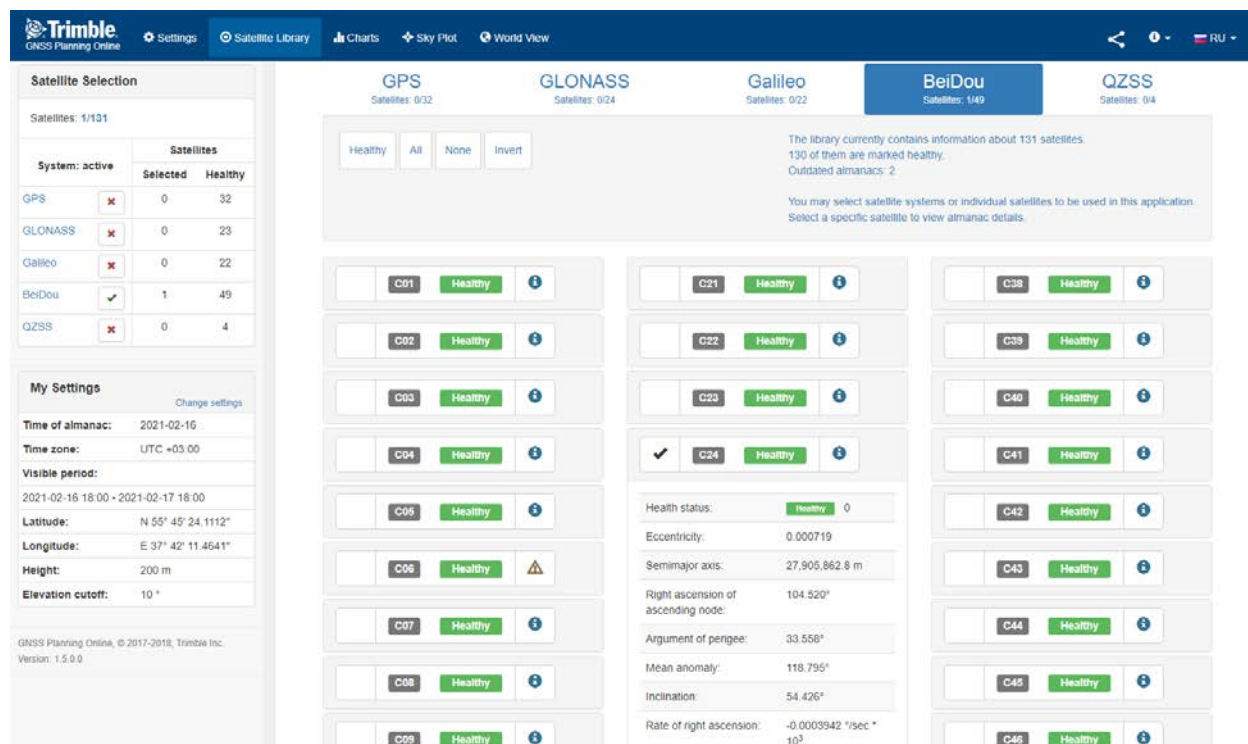 Trimble.
GNSS Planning Online
Settings
Satellite Library
Charts
Sky Plot
World View
RU
Satellite Selection
Satellites: 1/131
System: active
Satellites
Selected Healthy
GPS 0 32
GLONASS 0 23
Galileo 0 22
BeiDou 1 49
QZSS 0 4
My Settings
Change settings
Time of almanac: 2021-02-16
Time zone: UTC +03:00
Visible period:
2021-02-16 18:00 - 2021-02-17 18:00
Latitude: N 55° 45' 24.1112"
Longitude: E 37° 42' 11.4641"
Height: 200 m
Elevation cutoff: 10 °
GNSS Planning Online, © 2017-2018, Trimble Inc.
Version: 1.5.0.0
GPS
Satellites: 0/32
GLONASS
Satellites: 0/24
Galileo
Satellites: 0/22
BeiDou
Satellites: 1/49
QZSS
Satellites: 0/4
Healthy All None Invert
The library currently contains information about 131 satellites.
130 of them are marked healthy.
Outdated almanacs: 2
You may select satellite systems or individual satellites to be used in this application.
Select a specific satellite to view almanac details.
C01 Healthy
C02 Healthy
C03 Healthy
C04 Healthy
C05 Healthy
C06 Healthy
C07 Healthy
C08 Healthy
C09 Healthy
C21 Healthy
C22 Healthy
C23 Healthy
C24 Healthy
Health status: Healthy 0
Eccentricity: 0.000719
Semimajor axis: 27,905,862.8 m
Right ascension of
ascending node: 104.520°
Argument of perigee: 33.558°
Mean anomaly: 118.795°
Inclination: 54.426°
Rate of right ascension: -0.0003942 °/sec *
10³
C38 Healthy
C39 Healthy
C40 Healthy
C41 Healthy
C42 Healthy
C43 Healthy
C44 Healthy
C45 Healthy
C46 Healthy